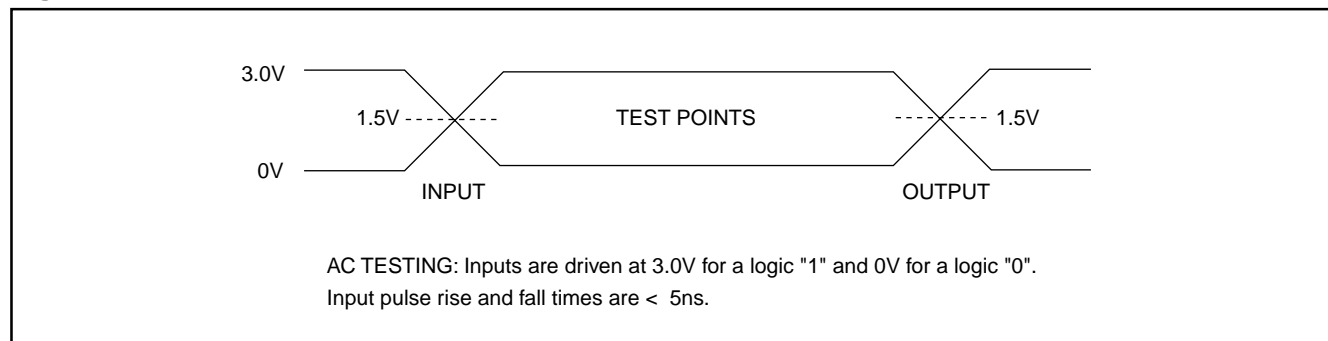 3.0V
1.5V
TEST POINTS
1.5V
0V
INPUT
OUTPUT
AC TESTING: Inputs are driven at 3.0V for a logic "1" and 0V for a logic "0".
Input pulse rise and fall times are < 5ns.